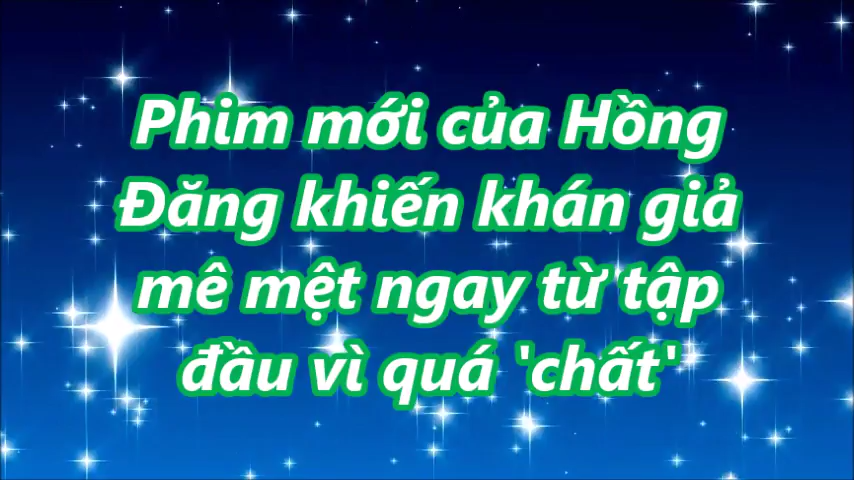 Phim mới của Hồng
Đăng khiến khán giả
mê mệt ngay từ tập
đầu vì quá 'chất'